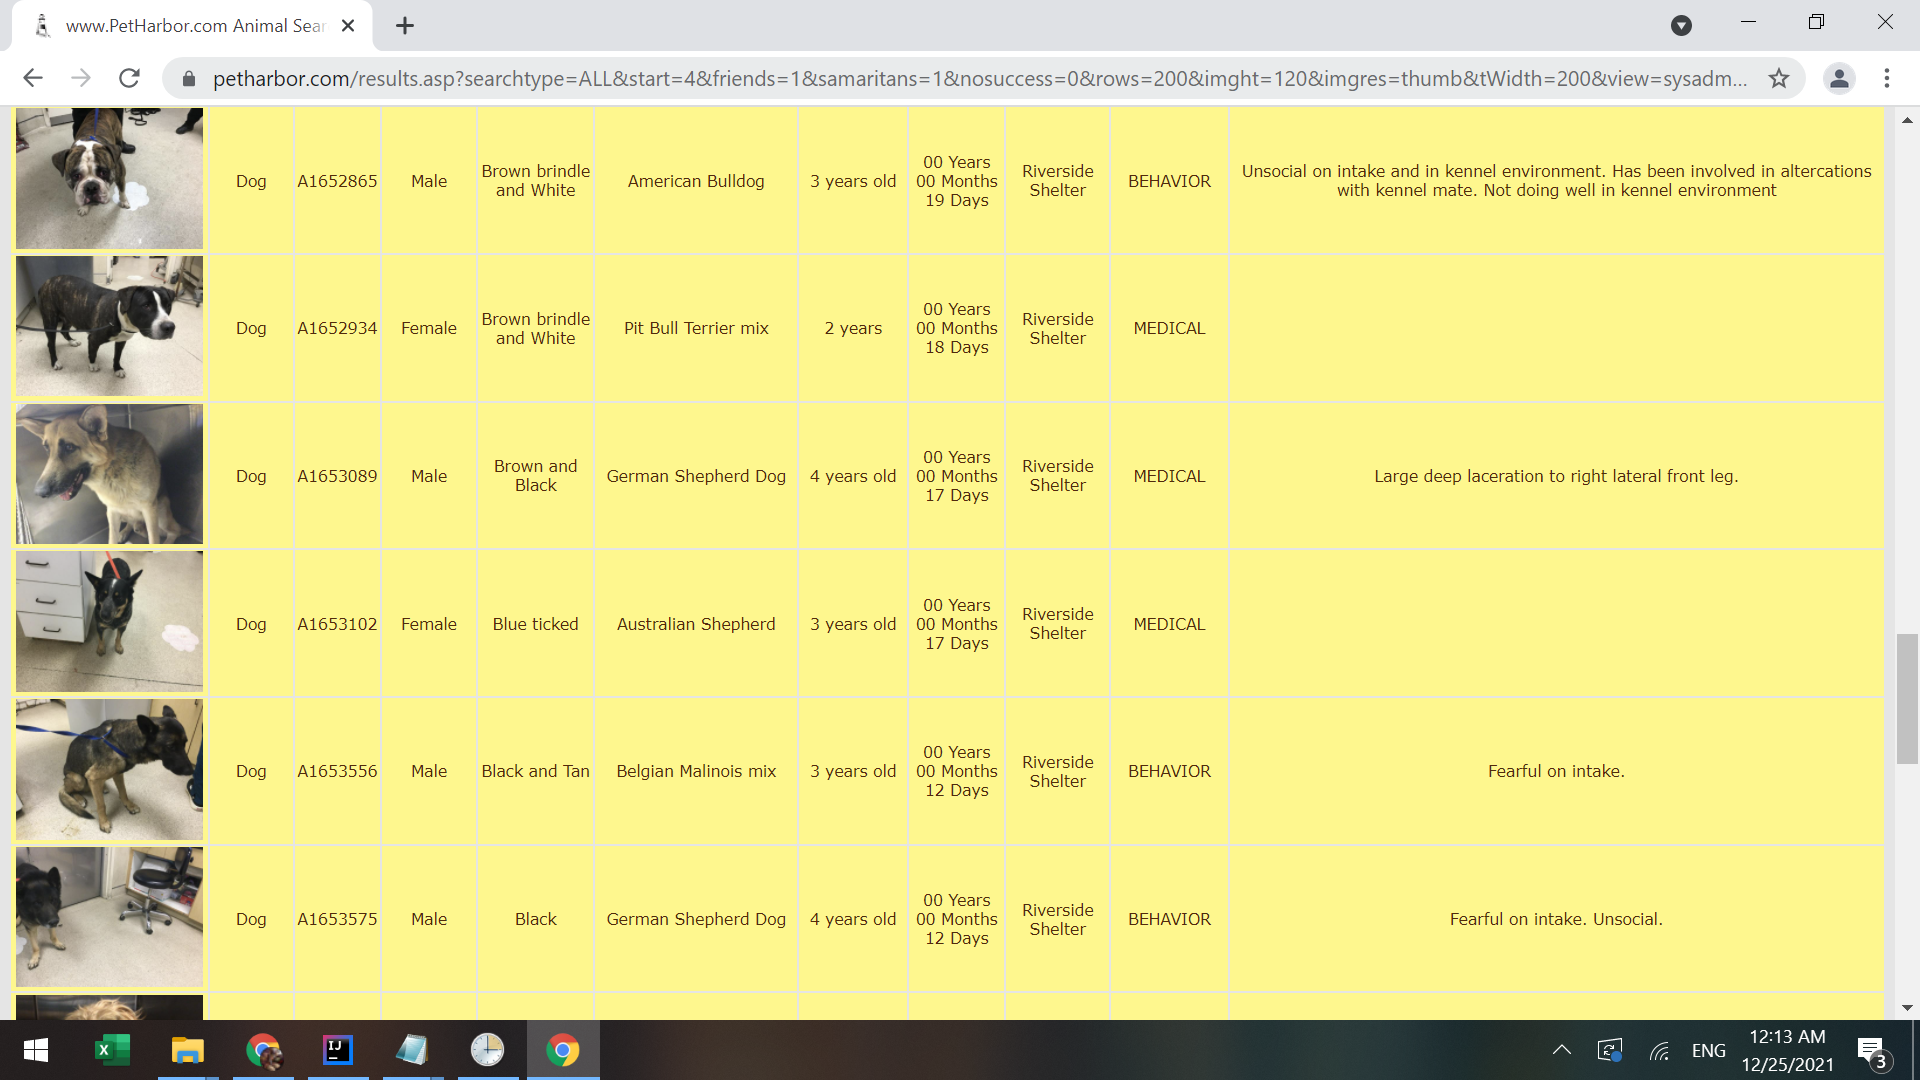 www.PetHarbor.com Animal Sear
petharbor.com/results.asp?searchtype=ALL&start=4&friends=1&samaritans=1&nosuccess=0&rows=200&imght=120&imgres=thumb&tWidth=200&view=sysadm...
Dog
A1652865
Male
Brown brindle
and White
American Bulldog
3 years old
00 Years
00 Months
19 Days
Riverside
Shelter
BEHAVIOR
Unsocial on intake and in kennel environment. Has been involved in altercations
with kennel mate. Not doing well in kennel environment
Dog
A1652934
Female
Brown brindle
and White
Pit Bull Terrier mix
2 years
00 Years
00 Months
18 Days
Riverside
Shelter
MEDICAL
Dog
A1653089
Male
Brown and
Black
German Shepherd Dog
4 years old
00 Years
00 Months
17 Days
Riverside
Shelter
MEDICAL
Large deep laceration to right lateral front leg.
Dog
A1653102
Female
Blue ticked
Australian Shepherd
3 years old
00 Years
00 Months
17 Days
Riverside
Shelter
MEDICAL
Dog
A1653556
Male
Black and Tan
Belgian Malinois mix
3 years old
00 Years
00 Months
12 Days
Riverside
Shelter
BEHAVIOR
Fearful on intake.
Dog
A1653575
Male
Black
German Shepherd Dog
4 years old
00 Years
00 Months
12 Days
Riverside
Shelter
BEHAVIOR
Fearful on intake. Unsocial.
X
IJ
ENG
12:13 AM
12/25/2021
3